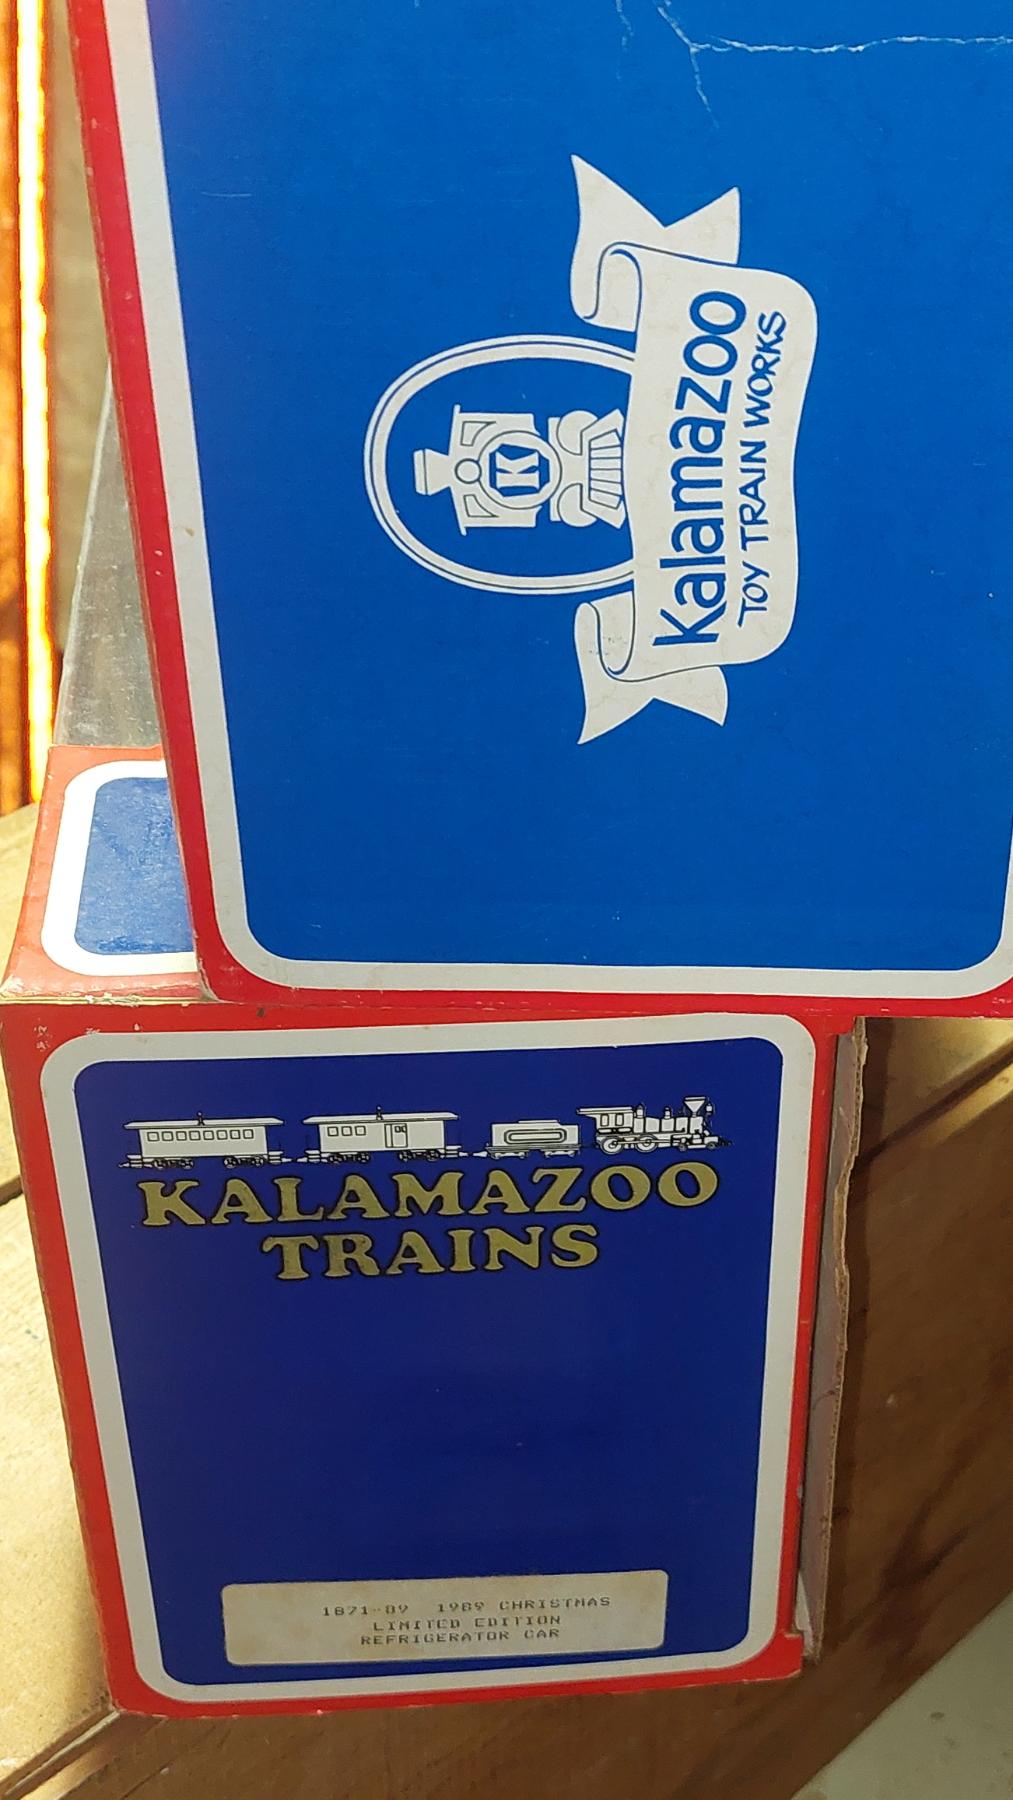 K
Kalamazoo
TOY TRAIN WORKS
KALAMAZOO
TRAINS
1871-89 1989 CHRISTMAS
LIMITED EDITION
REFRIGERATOR CAR